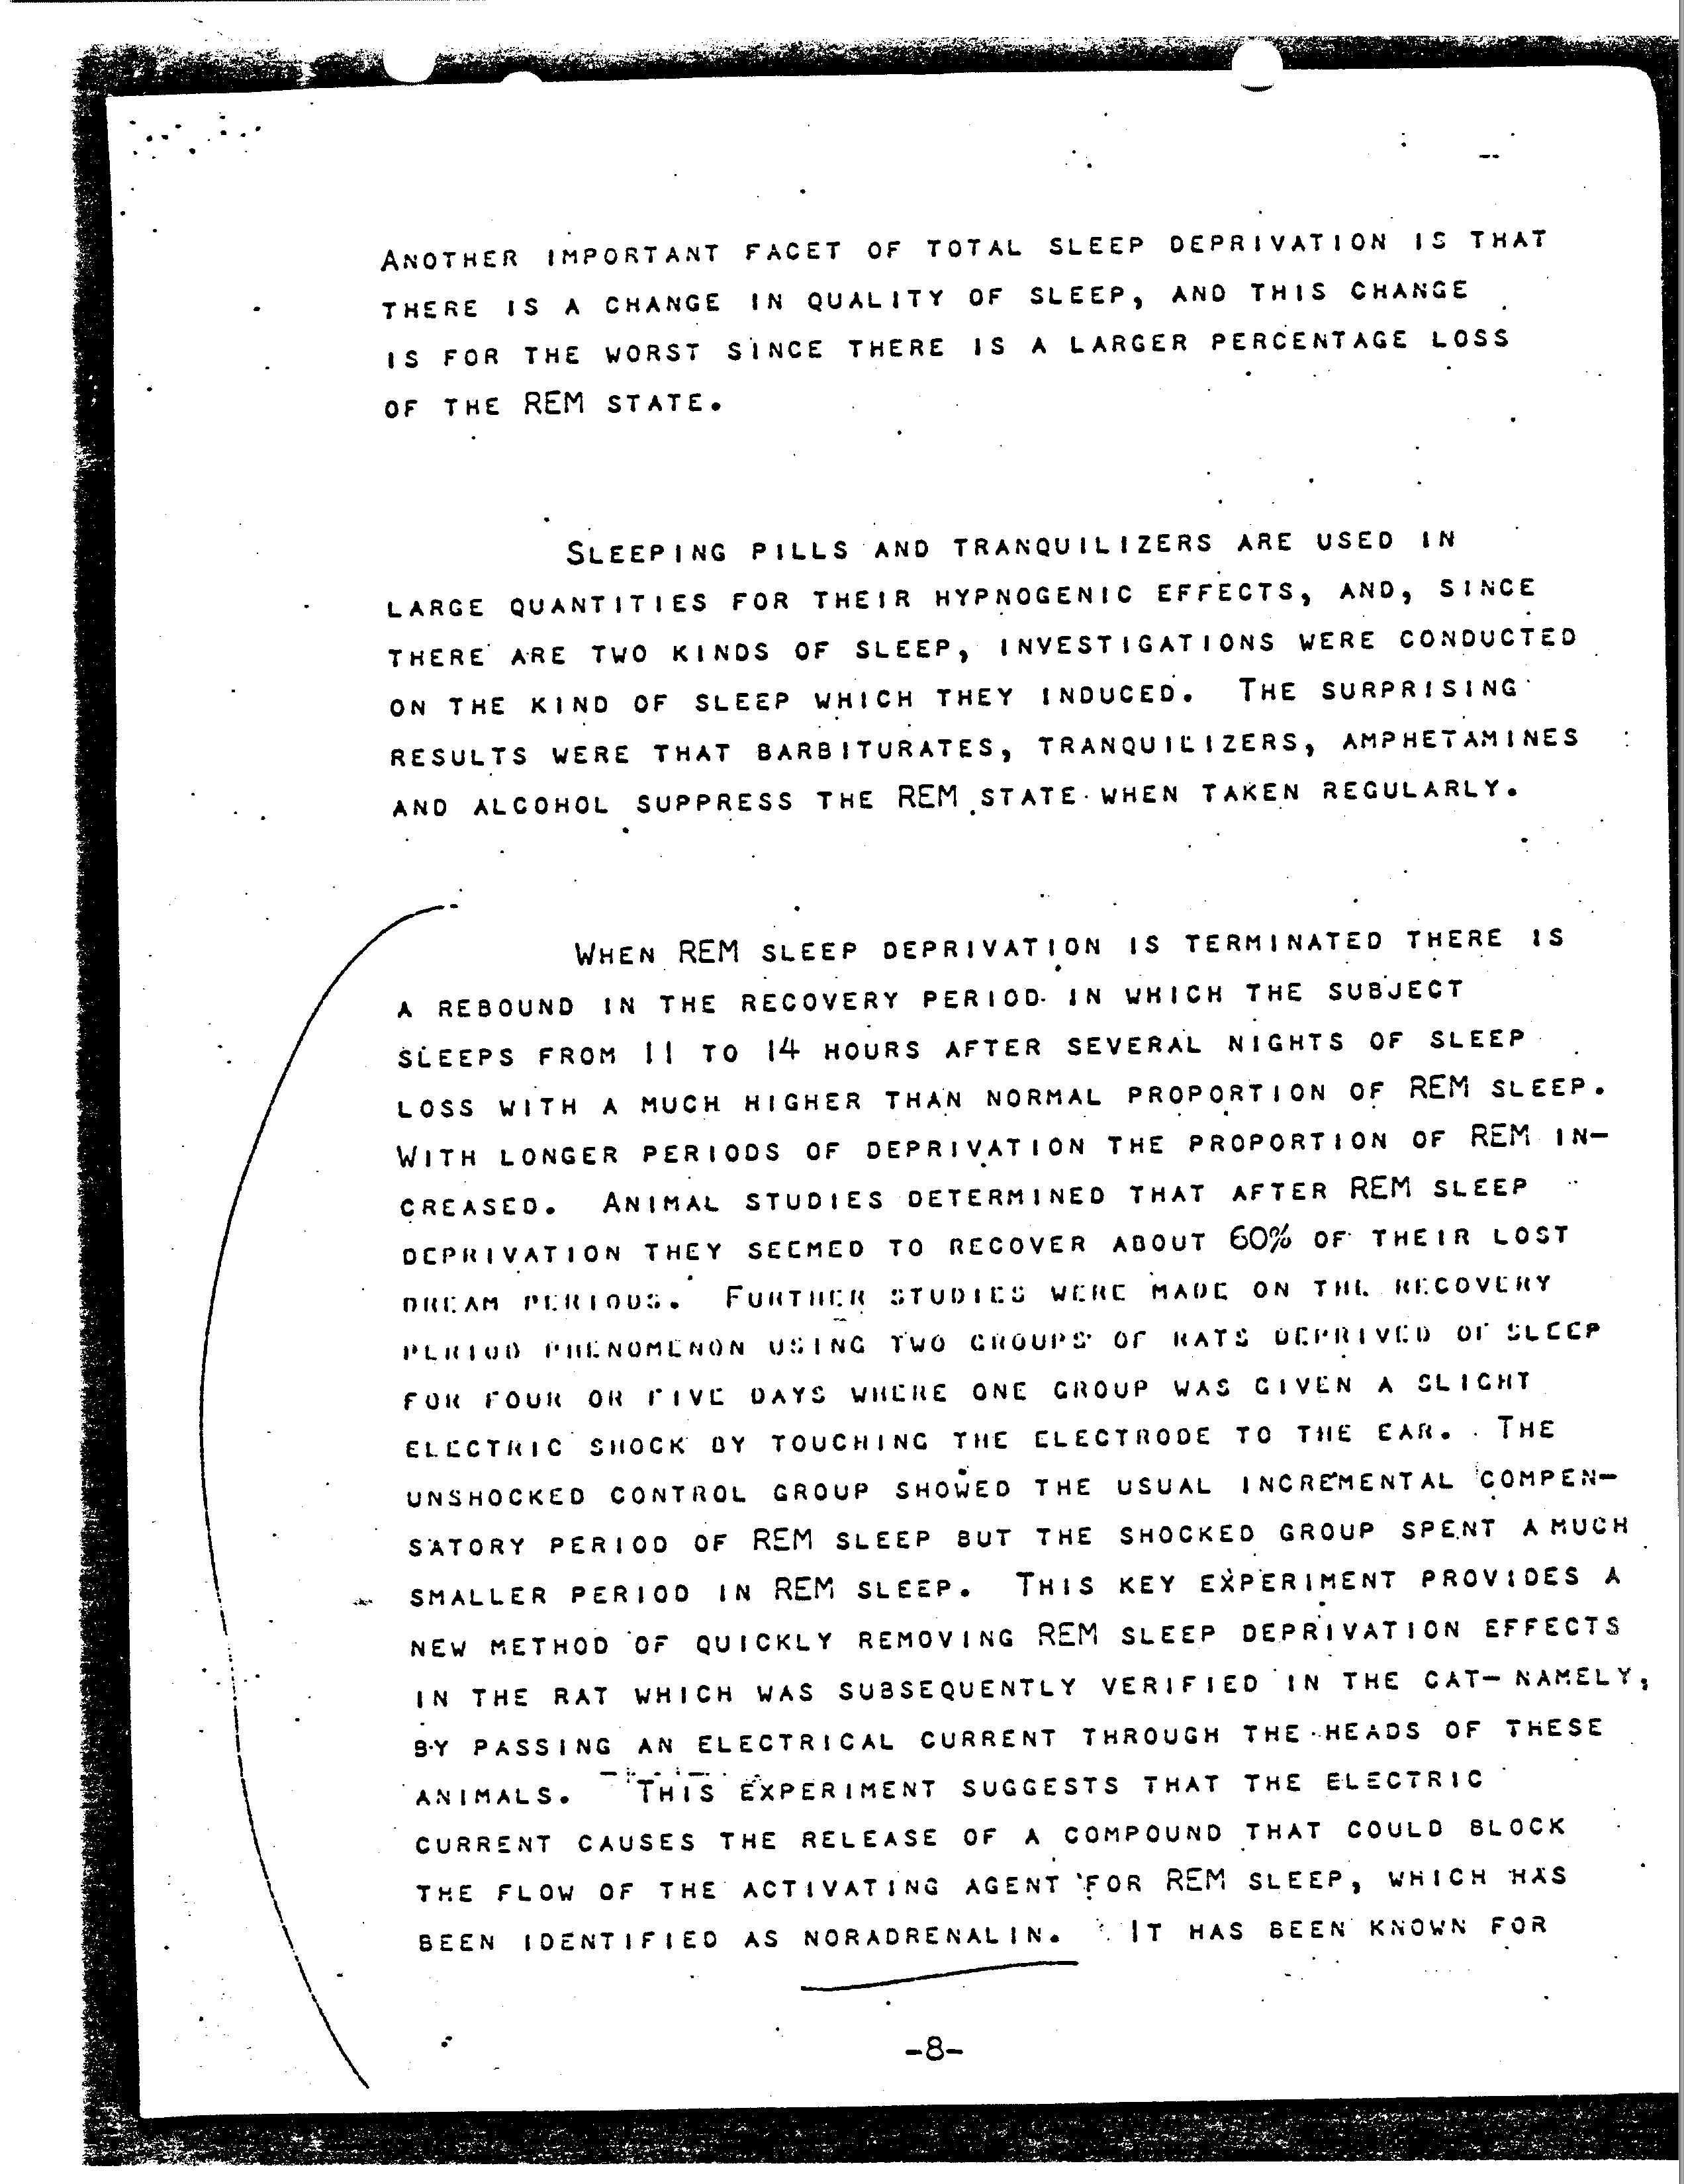 ANOTHER IMPORTANT FACET OF TOTAL SLEEP DEPRIVATION IS THAT
THERE IS A CHANGE IN QUALITY OF SLEEP, AND THIS CHANGE
IS FOR THE WORST SINCE THERE IS A LARGER PERCENTAGE LOSS
OF THE REM STATE.
SLEEPING PILLS AND TRANQUILIZERS ARE USED IN
LARGE QUANTITIES FOR THEIR HYPNOGENIC EFFECTS, AND, SINCE
THERE ARE TWO KINDS OF SLEEP, INVESTIGATIONS WERE CONDUCTED
ON THE KIND OF SLEEP WHICH THEY INDUCED. THE SURPRISING
RESULTS WERE THAT BARBITURATES, TRANQUILIZERS, AMPHETAMINES
AND ALCOHOL SUPPRESS THE REM STATE WHEN TAKEN REGULARLY.
WHEN REM SLEEP DEPRIVATION IS TERMINATED THERE IS
A REBOUND IN THE RECOVERY PERIOD IN WHICH THE SUBJECT
SLEEPS FROM 11 TO 14 HOURS AFTER SEVERAL NIGHTS OF SLEEP
LOSS WITH A MUCH HIGHER THAN NORMAL PROPORTION OF REM SLEEP.
WITH LONGER PERIODS OF DEPRIVATION THE PROPORTION OF REM IN-
CREASED. ANIMAL STUDIES DETERMINED THAT AFTER REM SLEEP
DEPRIVATION THEY SEEMED TO RECOVER ABOUT 60% OF THEIR LOST
DREAM PERIODS. FURTHER STUDIES WERE MADE ON THE RECOVERY
PERIOD PHENOMENON USING TWO GROUPS OF RATS DEPRIVED OF SLEEP
FOR FOUR OR FIVE DAYS WHERE ONE GROUP WAS GIVEN A SLIGHT
ELECTRIC SHOCK BY TOUCHING THE ELECTRODE TO THE EAR. THE
UNSHOCKED CONTROL GROUP SHOWED THE USUAL INCREMENTAL COMPEN-
SATORY PERIOD OF REM SLEEP BUT THE SHOCKED GROUP SPENT A MUCH
SMALLER PERIOD IN REM SLEEP. THIS KEY EXPERIMENT PROVIDES A
NEW METHOD OF QUICKLY REMOVING REM SLEEP DEPRIVATION EFFECTS
IN THE RAT WHICH WAS SUBSEQUENTLY VERIFIED IN THE CAT- NAMELY,
BY PASSING AN ELECTRICAL CURRENT THROUGH THE HEADS OF THESE
ANIMALS. THIS EXPERIMENT SUGGESTS THAT THE ELECTRIC
CURRENT CAUSES THE RELEASE OF A COMPOUND THAT COULD BLOCK
THE FLOW OF THE ACTIVATING AGENT FOR REM SLEEP, WHICH HAS
BEEN IDENTIFIED AS NORADRENALIN. IT HAS BEEN KNOWN FOR
-8-